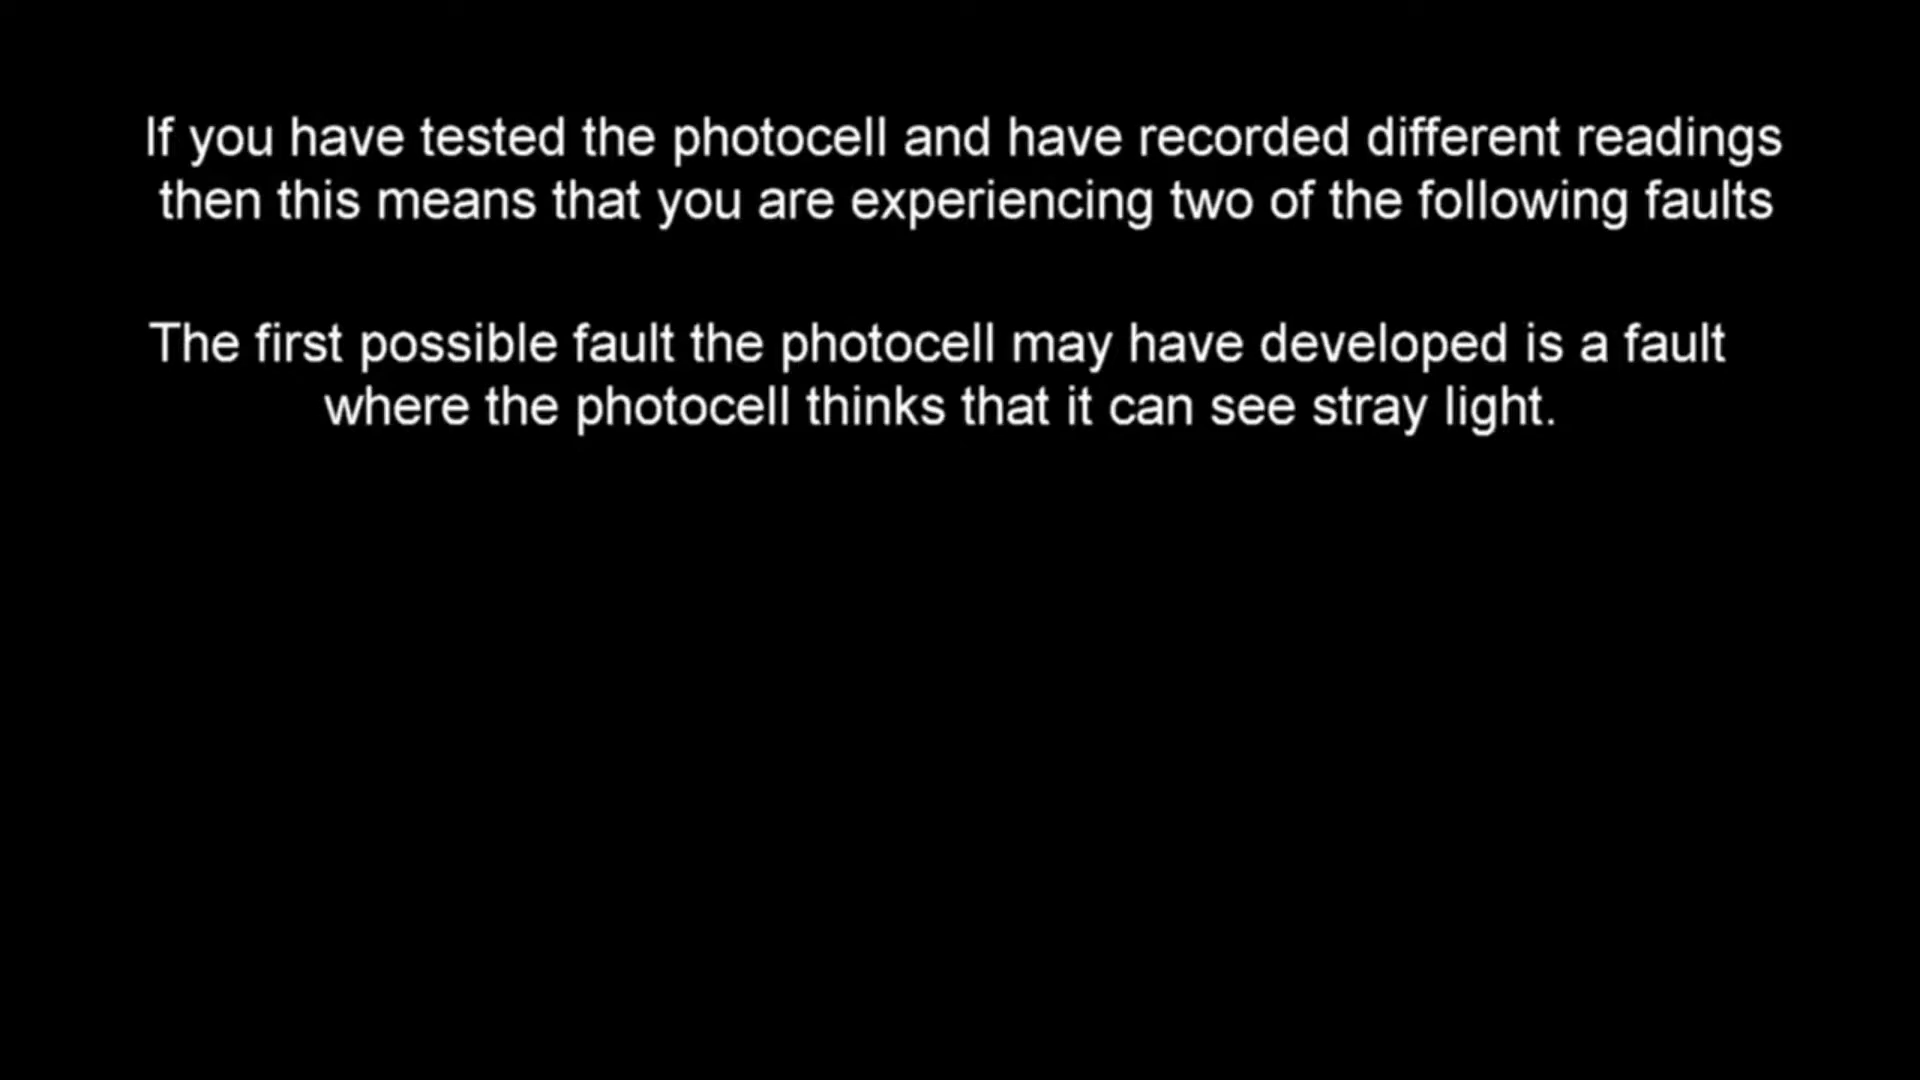 If you have tested the photocell and have recorded different readings
then this means that you are experiencing two of the following faults
The first possible fault the photocell may have developed is a fault
where the photocell thinks that it can see stray light.